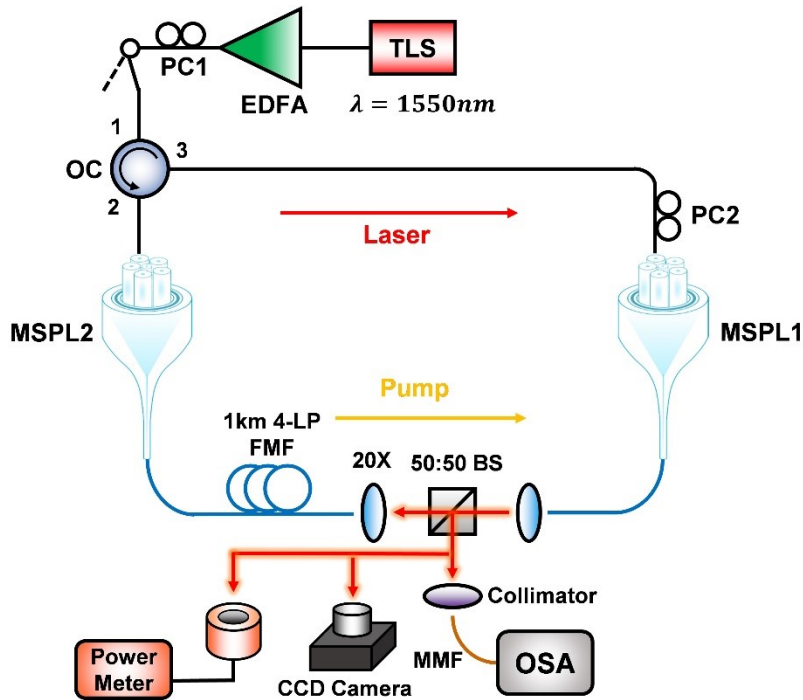 TLS
PC1
EDFA
λ = 1550nm
1
3
OC
2
PC2
Laser
MSPL2
MSPL1
Pump
1km 4-LP
FMF
20X
50:50 BS
Collimator
Power
Meter
CCD Camera
MMF
OSA